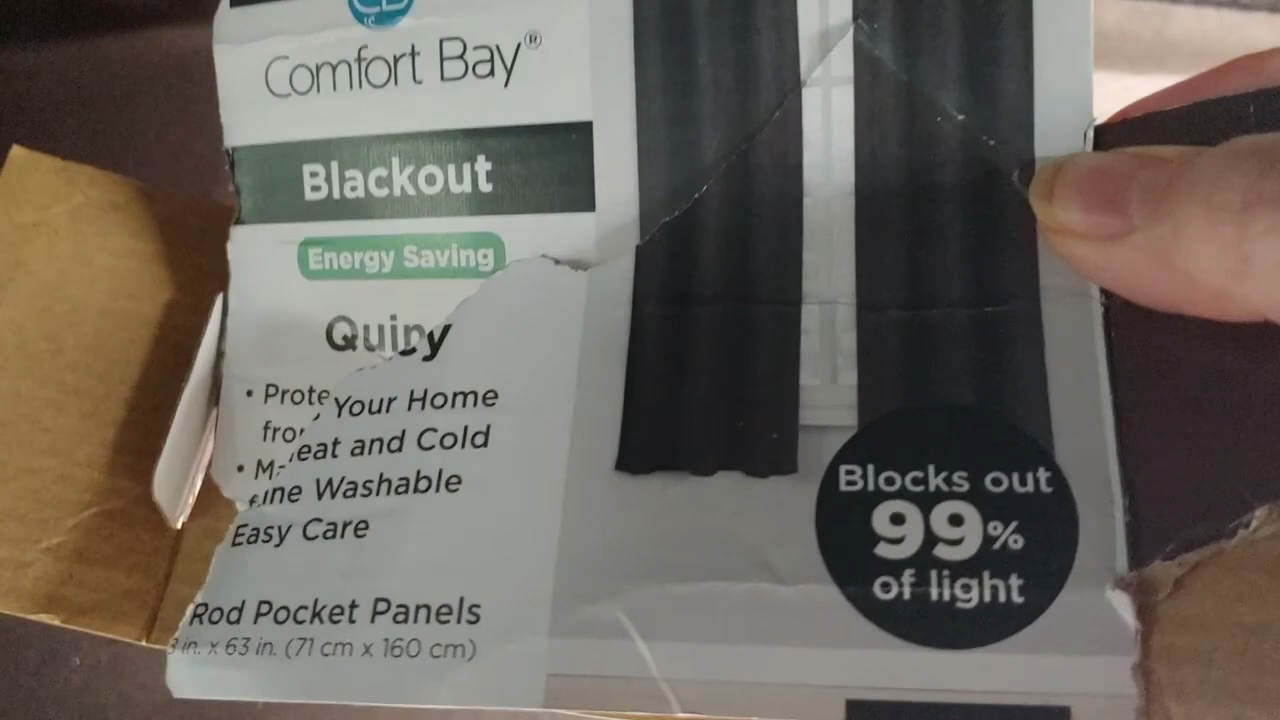 CB
Comfort Bay®
Blackout
Energy Saving
Prote Your Home
fro eat and Cold
ine Washable
Easy Care
Rod Pocket Panels
in. x 63 in. (71 cm x 160 cm)
Blocks out
99%
of light